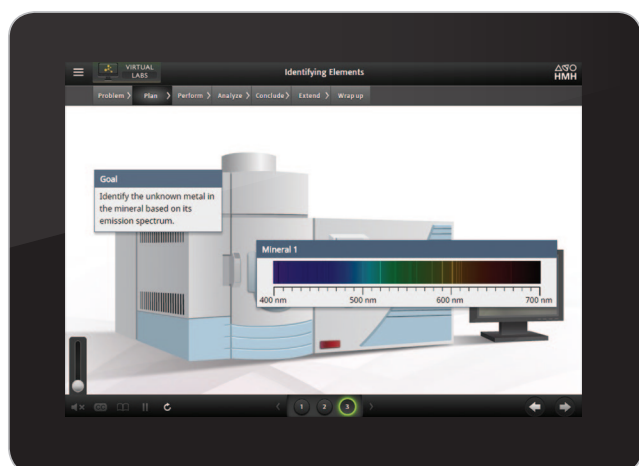 VIRTUAL
LABS
Identifying Elements
HMH
Problem
Plan
Perform
Analyze
Conclude
Extend
Wrap up
Goal
Identify the unknown metal in
the mineral based on its
emission spectrum.
Mineral 1
400 nm
500 nm
600 nm
700 nm
CC
1
2
3